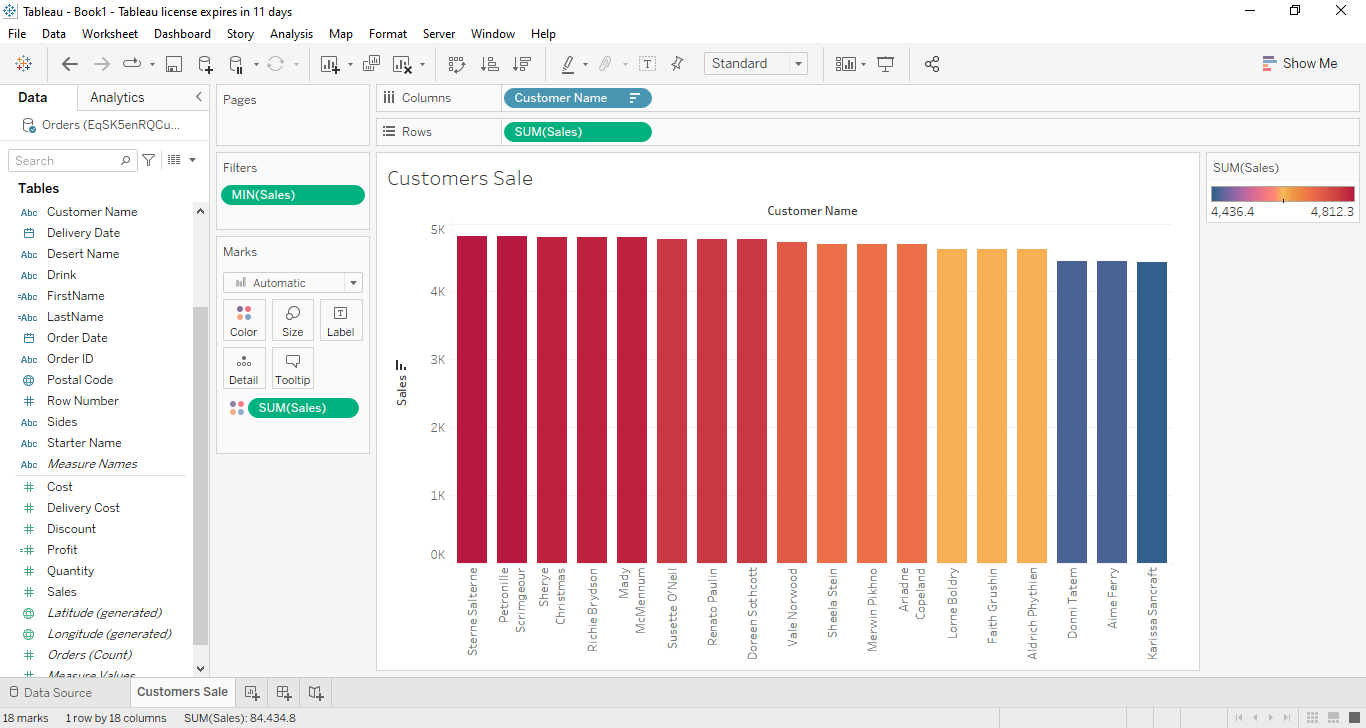 Tableau - Book1 - Tableau license expires in 11 days
File Data Worksheet Dashboard Story Analysis Map Format Server Window Help
Standard
Show Me
Data Analytics
Orders (EqSK5enRQCu...
Search
Tables
Abc Customer Name
Delivery Date
Abc Desert Name
Abc Drink
=Abc FirstName
=Abc LastName
Order Date
Abc Order ID
Postal Code
# Row Number
Abc Sides
Abc Starter Name
Abc Measure Names
# Cost
# Delivery Cost
# Discount
=# Profit
# Quantity
# Sales
Latitude (generated)
Longitude (generated)
# Orders (Count)
# Measure Values
Pages
Filters
MIN(Sales)
Marks
Automatic
Color Size Label
Detail Tooltip
SUM(Sales)
Columns Customer Name
Rows SUM(Sales)
Customers Sale
Customer Name
5K
4K
3K
2K
1K
0K
Sales
Sterne Salterne
Petronille
Scrimgeour
Sherye
Christmas
Richie Brydson
Mady
McMennum
Susette O'Neil
Renato Paulin
Doreen Sothcott
Vale Norwood
Sheela Stein
Merwin Pikhno
Ariadne
Copeland
Lorne Boldry
Faith Grushin
Aldrich Phythien
Donni Tatem
Aime Ferry
Karissa Sancraft
SUM(Sales)
4,436.4 4,812.3
Data Source Customers Sale
18 marks 1 row by 18 columns SUM(Sales): 84,434.8